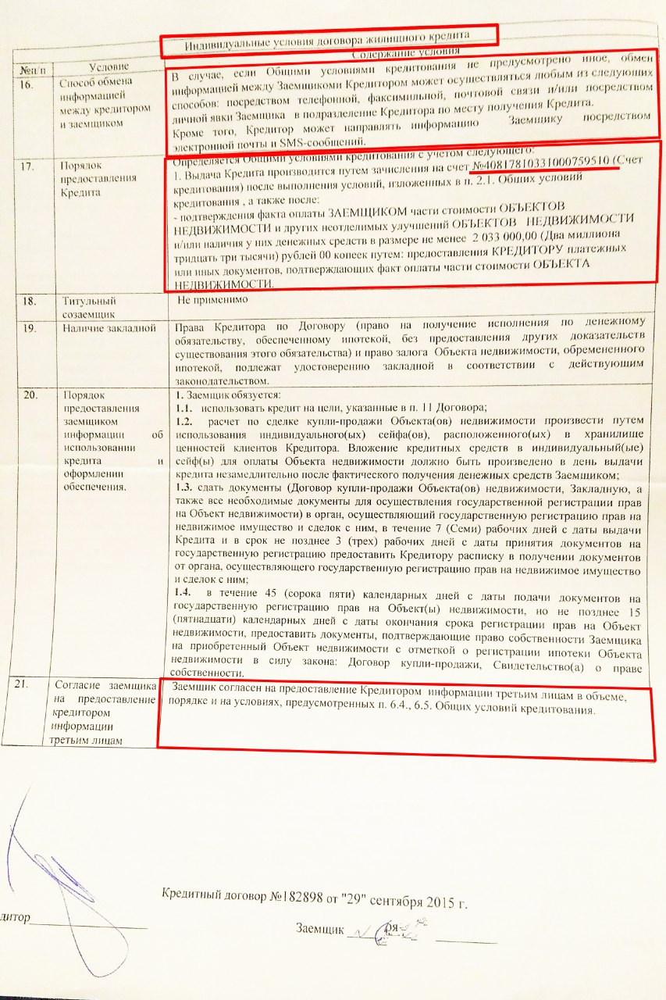 Индивидуальные условия договора жилищного кредита
№п/п
Условие
Содержание условия
16.
Способ обмена
информацией
между кредитором
и заемщиком
В случае, если Общими условиями кредитования не предусмотрено иное, обмен
информацией между Заемщикоми Кредитором может осуществляться любым из следующих
способов: посредством телефонной, факсимильной, почтовой связи и/или посредством
личной явки Заемщика в подразделение Кредитора по месту получения Кредита.
Кроме того, Кредитор может направлять информацию Заемщику посредством
электронной почты и SMS-сообщений.
17.
Порядок
предоставления
Кредита
Определяется Общими условиями кредитования с учетом следующего:
1. Выдача Кредита производится путем зачисления на счет №40817810331000759510 (Счет
кредитования) после выполнения условий, изложенных в п. 2.1. Общих условий
кредитования , а также после:
- подтверждения факта оплаты ЗАЕМЩИКОМ части стоимости ОБЪЕКТОВ
НЕДВИЖИМОСТИ и других неотделимых улучшений ОБЪЕКТОВ НЕДВИЖИМОСТИ
и/или наличия у них денежных средств в размере не менее 2 033 000,00 (Два миллиона
тридцать три тысячи) рублей 00 копеек путем: предоставления КРЕДИТОРУ платежных
или иных документов, подтверждающих факт оплаты части стоимости ОБЪЕКТА
НЕДВИЖИМОСТИ.
18.
Титульный
созаемщик
Не применимо
19.
Наличие закладной
Права Кредитора по Договору (право на получение исполнения по денежному
обязательству, обеспеченному ипотекой, без предоставления других доказательств
существования этого обязательства) и право залога Объекта недвижимости, обремененного
ипотекой, подлежат удостоверению закладной в соответствии с действующим
законодательством.
20.
Порядок
предоставления
заемщиком
информации об
использовании
кредита и
оформлении
обеспечения.
1. Заемщик обязуется:
1.1. использовать кредит на цели, указанные в п. 11 Договора;
1.2. расчет по сделке купли-продажи Объекта(ов) недвижимости произвести путем
использования индивидуального(ых) сейфа(ов), расположенного(ых) в хранилище
ценностей клиентов Кредитора. Вложение кредитных средств в индивидуальный(ые)
сейф(ы) для оплаты Объекта недвижимости должно быть произведено в день выдачи
кредита незамедлительно после фактического получения денежных средств Заемщиком;
1.3. сдать документы (Договор купли-продажи Объекта(ов) недвижимости, Закладную, а
также все необходимые документы для осуществления государственной регистрации прав
на Объект недвижимости) в орган, осуществляющий государственную регистрацию прав на
недвижимое имущество и сделок с ним, в течение 7 (Семи) рабочих дней с даты выдачи
Кредита и в срок не позднее 3 (трех) рабочих дней с даты принятия документов на
государственную регистрацию предоставить Кредитору расписку в получении документов
от органа, осуществляющего государственную регистрацию прав на недвижимое имущество
и сделок с ним;
1.4. в течение 45 (сорока пяти) календарных дней с даты подачи документов на
государственную регистрацию прав на Объект(ы) недвижимости, но не позднее 15
(пятнадцати) календарных дней с даты окончания срока регистрации прав на Объект
недвижимости, предоставить документы, подтверждающие право собственности Заемщика
на приобретенный Объект недвижимости с отметкой о регистрации ипотеки Объекта
недвижимости в силу закона: Договор купли-продажи, Свидетельство(а) о праве
собственности.
21.
Согласие заемщика
на предоставление
кредитором
информации
третьим лицам
Заемщик согласен на предоставление Кредитором информации третьим лицам в объеме,
порядке и на условиях, предусмотренных п. 6.4., 6.5. Общих условий кредитования.
Кредитный договор №182898 от "29" сентября 2015 г.
дитор
Заемщик